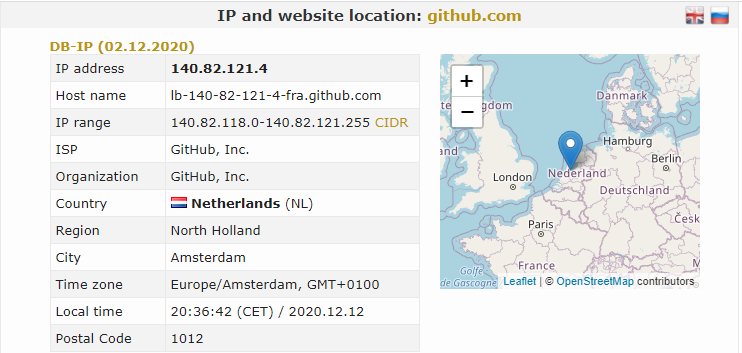 IP and website location: github.com
DB-IP (02.12.2020)
IP address 140.82.121.4
Host name lb-140-82-121-4-fra.github.com
IP range 140.82.118.0-140.82.121.255 CIDR
ISP GitHub, Inc.
Organization GitHub, Inc.
Country Netherlands (NL)
Region North Holland
City Amsterdam
Time zone Europe/Amsterdam, GMT+0100
Local time 20:36:42 (CET) / 2020.12.12
Postal Code 1012
+
−
Danmark
Hamburg
Berlin
London
Nederland
Deutschland
Paris
Česk
France
Golfe
de Gascogne
Leaflet | © OpenStreetMap contributors